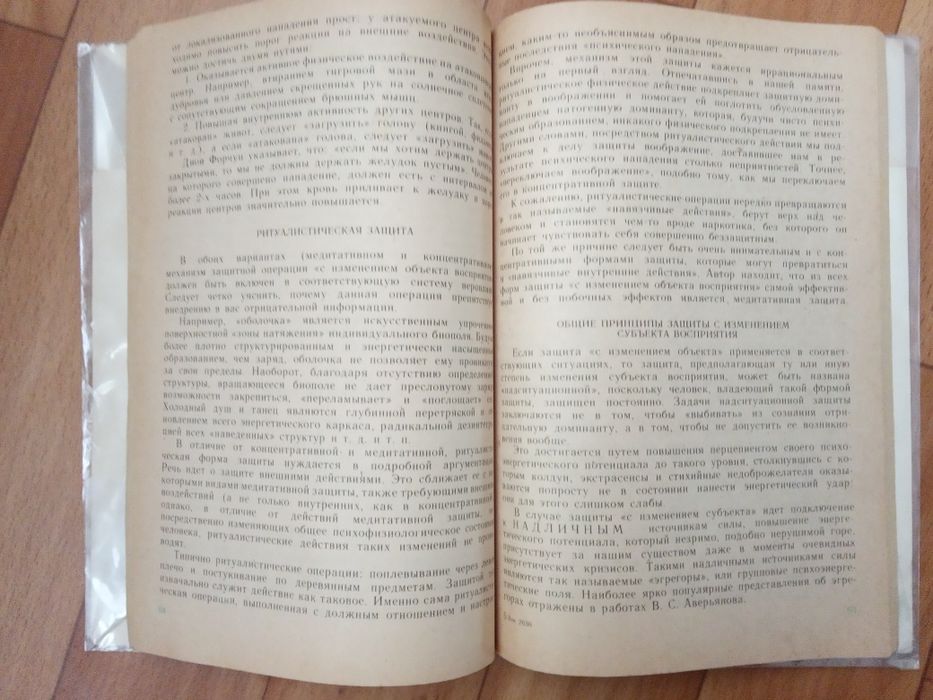 от локализованного нападения прост: у атакуемого центра
ходимо повысить порог реакции на внешние воздействия
можно достичь двумя путями:
1. Оказывается активное физическое воздействие на
центр. Например, втиранием тигровой мази в области
дубровья или давлением скрещенных рук на солнечное
с сопутствующим сокращением брюшных мышц.
2. Повышая внутреннюю активность других центров. Так,
«атакован» живот, следует «загрузить» голову (книгой,
и т. д.), а если «атакована» голова, следует «загрузить»
Дион Форчун указывает, что: «если мы хотим держать
закрытыми, то мы не должны держать желудок пустым».
на которого совершено нападение, должен есть с интервалом
более 2-х часов. При этом кровь приливает к желудку и
реакции центров значительно повышается.
РИТУАЛИСТИЧЕСКАЯ ЗАЩИТА
В обоих вариантах (медитативном и
механизм защитной операции «с изменением объекта
должен быть включен в соответствующую систему
Следует четко уяснить, почему данная операция
внедрению в вас отрицательной информации.
Например, «оболочка» является искусственным
поверхностной «зоны натяжения» индивидуального биополя.
более плотно структурированным и энергетически
образованием, чем заряд, оболочка не позволяет ему
за свои пределы. Наоборот, благодаря отсутствию
структуры, вращающееся биополе не дает пресловутому
возможности закрепиться, «переламывает» и «поглощает»
Холодный душ и танец являются глубинной перетряской и
новлением всего энергетического каркаса, радикальной
цией всех «наведенных» структур и т. д. и т. п.
В отличие от концентративной и медитативной,
ческая форма защиты нуждается в подробной
Речь идет о защите внешними действиями. Это сближает ее с
которыми видами медитативной защиты, также требующими
воздействий (а не только внутренних, как в
однако, в отличие от действий медитативной защиты,
посредственно изменяющих общее психофизиологическое
человека, ритуалистические действия таких изменений не
водят.
Типично ритуалистические операции: поплевывание через
плечо и постукивание по деревянным предметам. Защитой
изначально служит действие как таковое. Именно сама
ческая операция, выполненная с должным отношением и
64
каким-то необъяснимым образом предотвращает отрицатель-
ные последствия «психического нападения».
Впрочем, механизм этой защиты кажется иррациональным
только на первый взгляд. Отпечатавшись в нашей памяти,
ритуалистическое физическое действие подкрепляет защитную доми-
нанту в воображении и помогает ей поглотить обусловленную
нападением патогенную доминанту, которая, будучи чисто психи-
ческим образованием, никакого физического подкрепления не имеет.
Другими словами, посредством ритуалистического действия мы под-
ключаем к делу защиты воображение, доставившее нам в ре-
зультате психического нападения столько неприятностей. Точнее,
«переключаем воображение», подобно тому, как мы переключаем
его в концентративной защите.
К сожалению, ритуалистические операции нередко превращаются
в так называемые «навязчивые действия», берут верх над че-
ловеком и становятся чем-то вроде наркотика, без которого он
начинает чувствовать себя совершенно беззащитным.
По той же причине следует быть очень внимательным и с кон-
центративными формами защиты, которые могут превратиться
в «навязчивые внутренние действия». Автор находит, что из всех
форм защиты «с изменением объекта восприятия» самой эффектив-
ной и без побочных эффектов является медитативная защита.
ОБЩИЕ ПРИНЦИПЫ ЗАЩИТЫ С ИЗМЕНЕНИЕМ
СУБЪЕКТА ВОСПРИЯТИЯ
Если защита «с изменением объекта» применяется в соответ-
ствующих ситуациях, то защита, предполагающая ту или иную
степень изменения субъекта восприятия, может быть названа
«надситуационной», поскольку человек, владеющий такой формой
защиты, защищен постоянно. Задачи надситуационной защиты
заключаются не в том, чтобы «выбивать» из сознания отри-
цательную доминанту, а в том, чтобы не допустить ее возникно-
вения вообще.
Это достигается путем повышения перципиентом своего психо-
энергетического потенциала до такого уровня, столкнувшись с ко-
торым колдун, экстрасенсы и стихийные недоброжелатели оказы-
ваются попросту не в состоянии нанести энергетический удар:
они для этого слишком слабы.
В случае защиты «с изменением субъекта» идет подключение
к НАДЛИЧНЫМ источникам силы, повышение энерге-
тического потенциала, который незримо, подобно нерушимой горе,
присутствует за нашим существом даже в моменты очевидных
энергетических кризисов. Такими надличными источниками силы
являются так называемые «эгрегоры», или групповые психоэнерге-
тические поля. Наиболее ярко популярные представления об эгре-
горах отражены в работах В. С. Аверьянова.